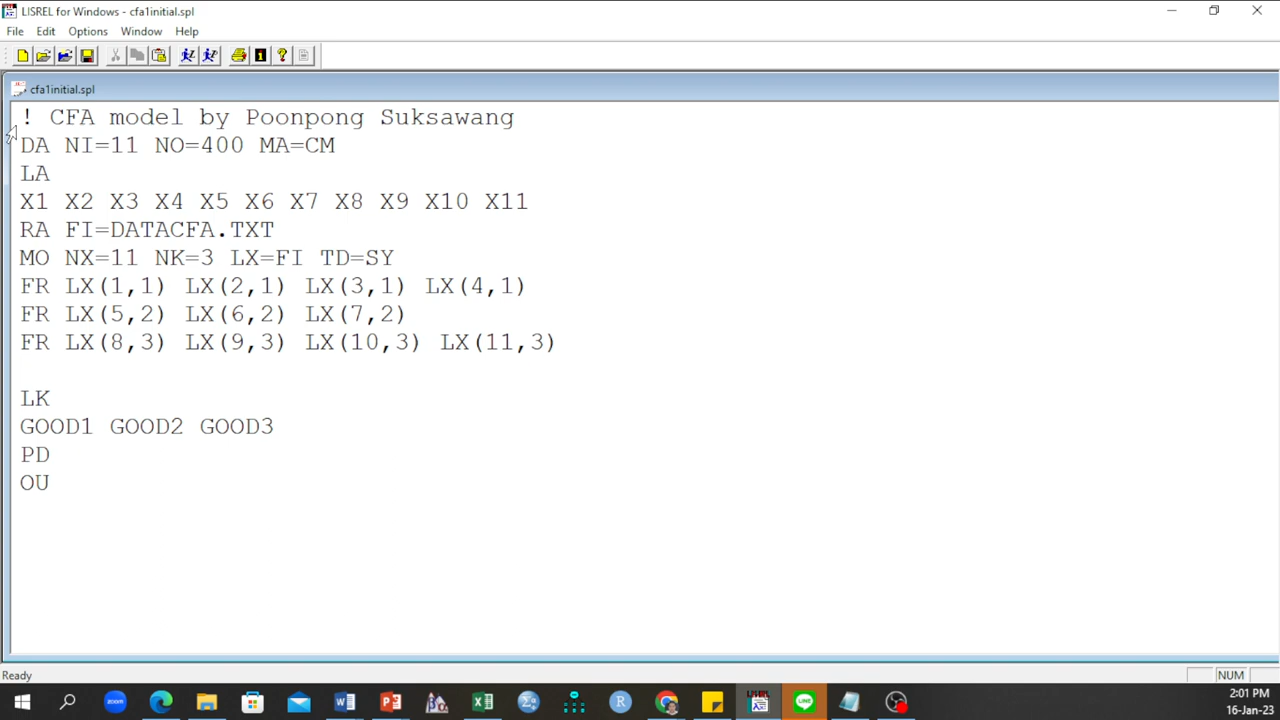 LISREL for Windows - cfa1initial.spl
File Edit Options Window Help
cfa1initial.spl
! CFA model by Poonpong Suksawang
DA NI=11 NO=400 MA=CM
LA
X1 X2 X3 X4 X5 X6 X7 X8 X9 X10 X11
RA FI=DATACFA.TXT
MO NX=11 NK=3 LX=FI TD=SY
FR LX(1,1) LX(2,1) LX(3,1) LX(4,1)
FR LX(5,2) LX(6,2) LX(7,2)
FR LX(8,3) LX(9,3) LX(10,3) LX(11,3)
LK
GOOD1 GOOD2 GOOD3
PD
OU
Ready NUM
zoom LISREL LINE
2:01 PM
16-Jan-23